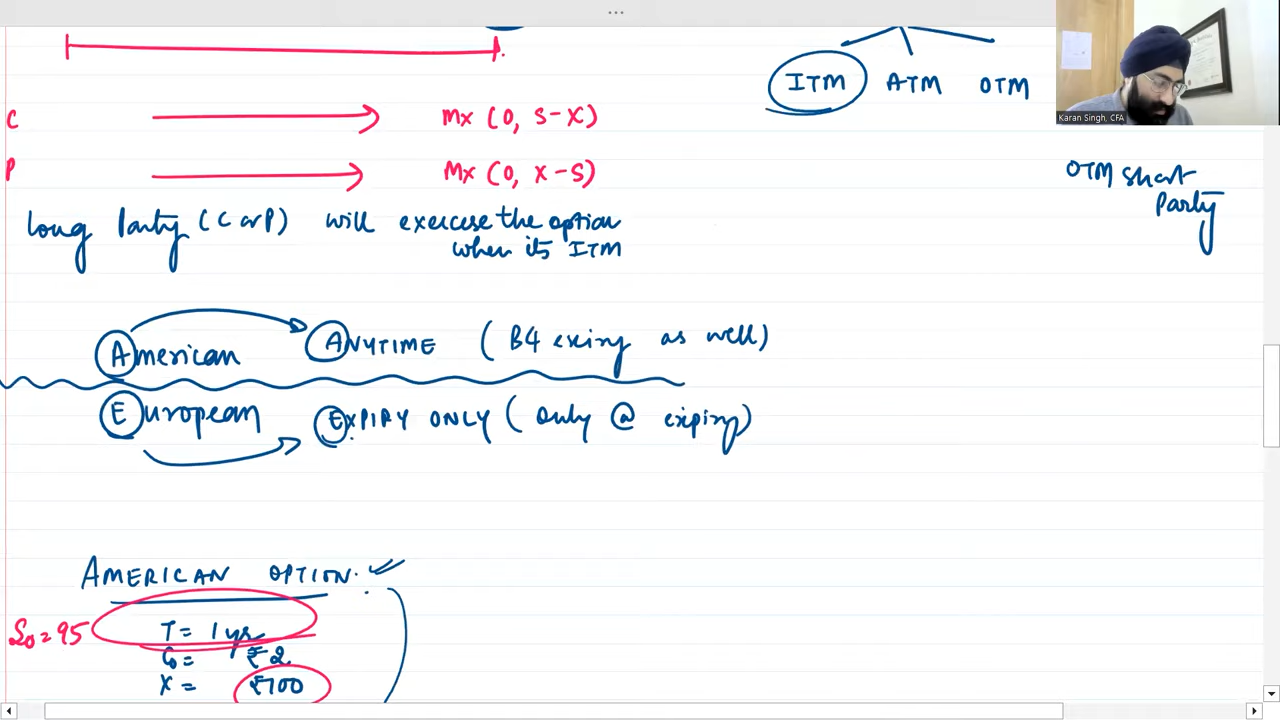 ITM ATM OTM
Karan Singh, CFA
C Mx (0, S-X)
P Mx (0, X-S)
OTM Short
Party
Long Party (C or P) will exercise the option
when its ITM
American ANYTIME (B4 exiring as well)
European EXPIRY ONLY (Only @ expiry)
AMERICAN OPTION
S₀ = 95
T = 1 yr
C₀ = ₹2
X = ₹100